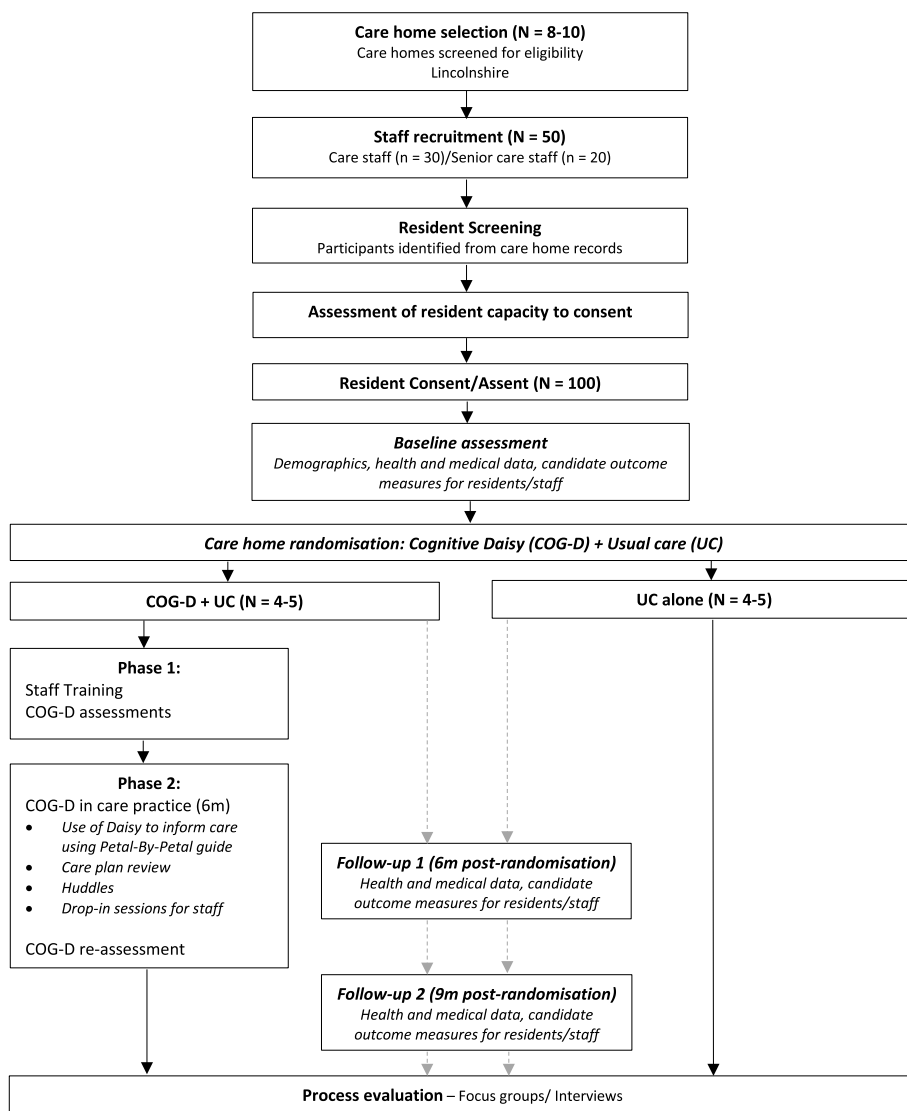 Care home selection (N = 8-10)
Care homes screened for eligibility
Lincolnshire
Staff recruitment (N = 50)
Care staff (n = 30)/Senior care staff (n = 20)
Resident Screening
Participants identified from care home records
Assessment of resident capacity to consent
Resident Consent/Assent (N = 100)
Baseline assessment
Demographics, health and medical data, candidate outcome
measures for residents/staff
Care home randomisation: Cognitive Daisy (COG-D) + Usual care (UC)
COG-D + UC (N = 4-5)
UC alone (N = 4-5)
Phase 1:
Staff Training
COG-D assessments
Phase 2:
COG-D in care practice (6m)
• Use of Daisy to inform care
using Petal-By-Petal guide
• Care plan review
• Huddles
• Drop-in sessions for staff
COG-D re-assessment
Follow-up 1 (6m post-randomisation)
Health and medical data, candidate
outcome measures for residents/staff
Follow-up 2 (9m post-randomisation)
Health and medical data, candidate
outcome measures for residents/staff
Process evaluation – Focus groups/ Interviews